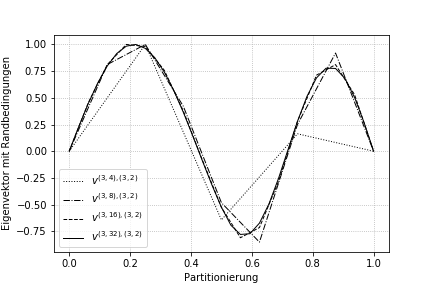 1.00
0.75
0.50
0.25
0.00
−0.25
−0.50
−0.75
Eigenvektor mit Randbedingungen
v^(3,4),(3,2)
v^(3,8),(3,2)
v^(3,16),(3,2)
v^(3,32),(3,2)
0.0 0.2 0.4 0.6 0.8 1.0
Partitionierung